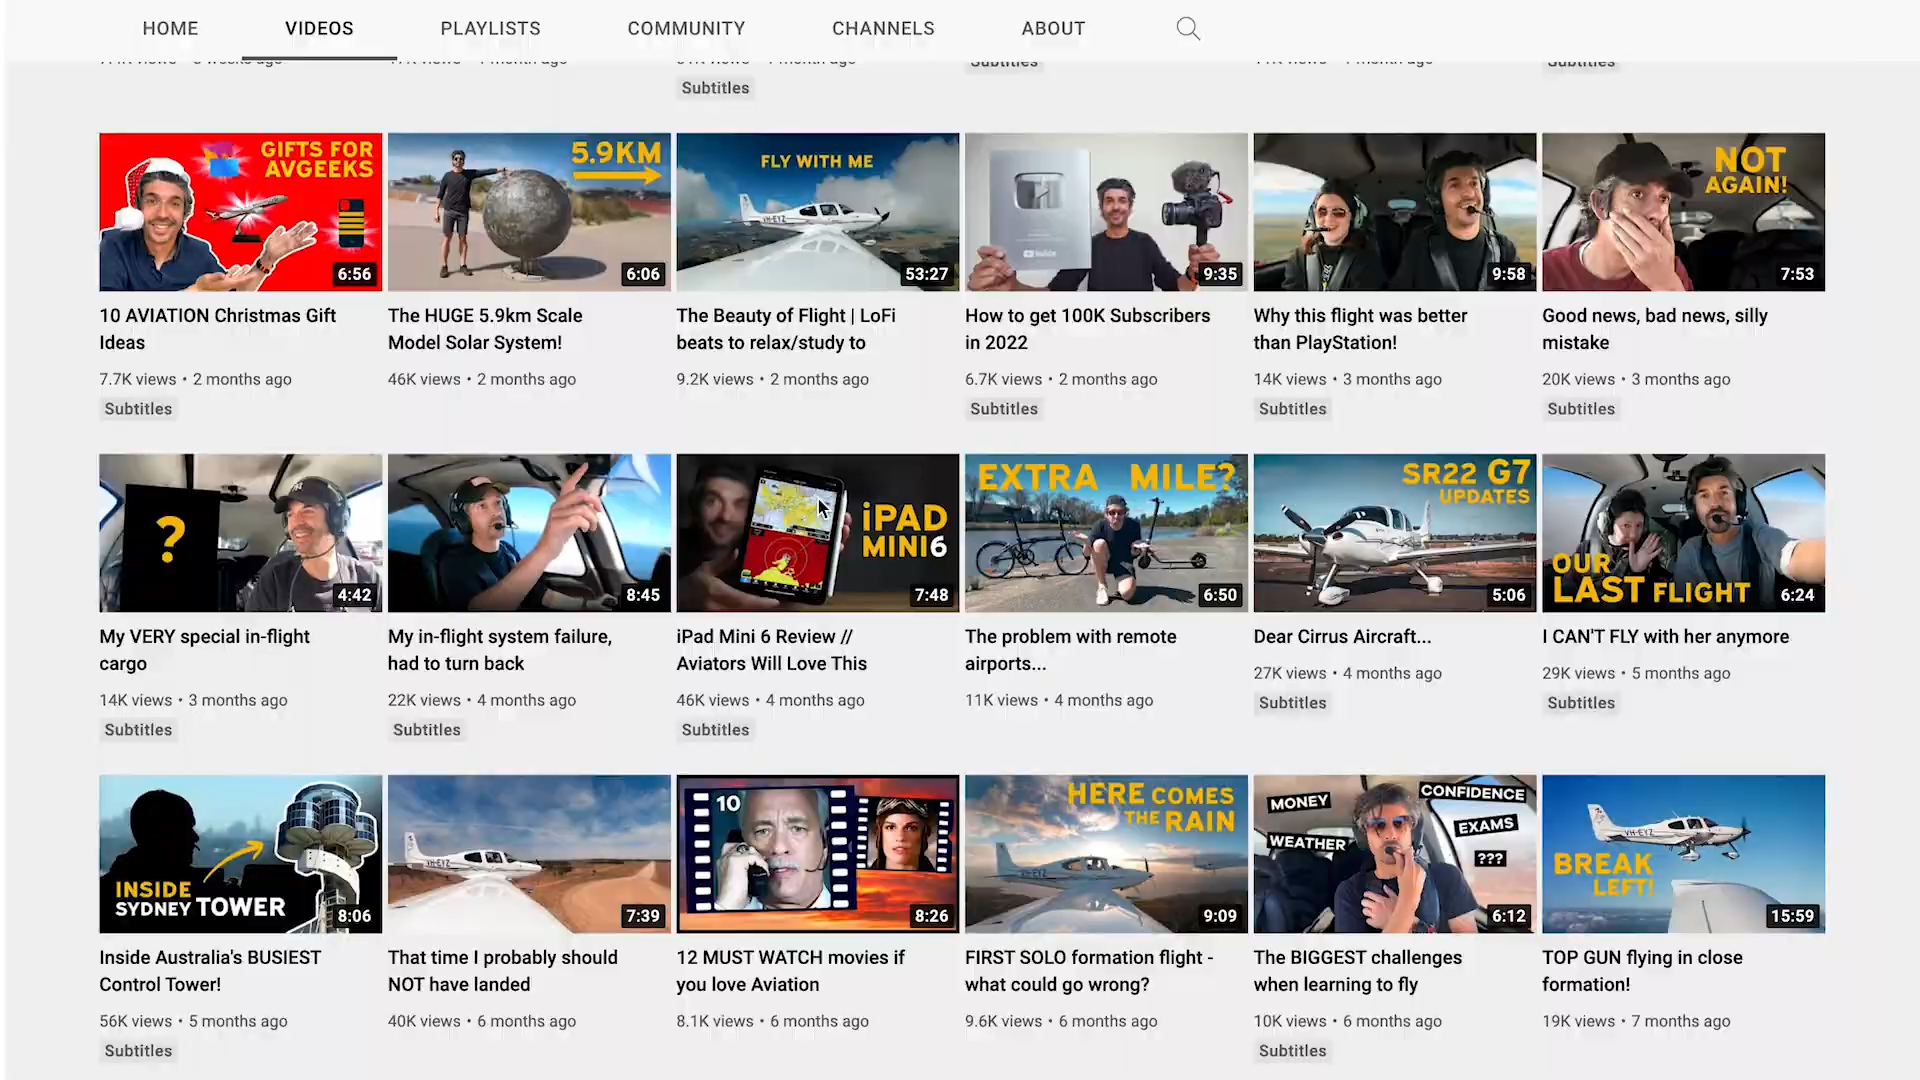 HOME VIDEOS PLAYLISTS COMMUNITY CHANNELS ABOUT
Subtitles
Subtitles Subtitles
GIFTS FOR
AVGEEKS
6:56
5.9KM
6:06
FLY WITH ME
VH-EYZ
53:27
YouTube
9:35
9:58
NOT
AGAIN!
7:53
10 AVIATION Christmas Gift
Ideas
7.7K views • 2 months ago
Subtitles
The HUGE 5.9km Scale
Model Solar System!
46K views • 2 months ago
The Beauty of Flight | LoFi
beats to relax/study to
9.2K views • 2 months ago
How to get 100K Subscribers
in 2022
6.7K views • 2 months ago
Subtitles
Why this flight was better
than PlayStation!
14K views • 3 months ago
Subtitles
Good news, bad news, silly
mistake
20K views • 3 months ago
Subtitles
?
4:42
8:45
iPAD
MINI6
7:48
EXTRA MILE?
6:50
SR22 G7
UPDATES
5:06
OUR
LAST FLIGHT
6:24
My VERY special in-flight
cargo
14K views • 3 months ago
Subtitles
My in-flight system failure,
had to turn back
22K views • 4 months ago
Subtitles
iPad Mini 6 Review //
Aviators Will Love This
46K views • 4 months ago
Subtitles
The problem with remote
airports...
11K views • 4 months ago
Dear Cirrus Aircraft...
27K views • 4 months ago
Subtitles
I CAN'T FLY with her anymore
29K views • 5 months ago
Subtitles
INSIDE
SYDNEY TOWER
8:06
VH-EYZ
7:39
10
8:26
HERE COMES
THE RAIN
VH-EYZ
9:09
MONEY
CONFIDENCE
WEATHER
EXAMS
???
6:12
VH-EYZ
BREAK
LEFT!
15:59
Inside Australia's BUSIEST
Control Tower!
56K views • 5 months ago
Subtitles
That time I probably should
NOT have landed
40K views • 6 months ago
12 MUST WATCH movies if
you love Aviation
8.1K views • 6 months ago
FIRST SOLO formation flight -
what could go wrong?
9.6K views • 6 months ago
The BIGGEST challenges
when learning to fly
10K views • 6 months ago
Subtitles
TOP GUN flying in close
formation!
19K views • 7 months ago